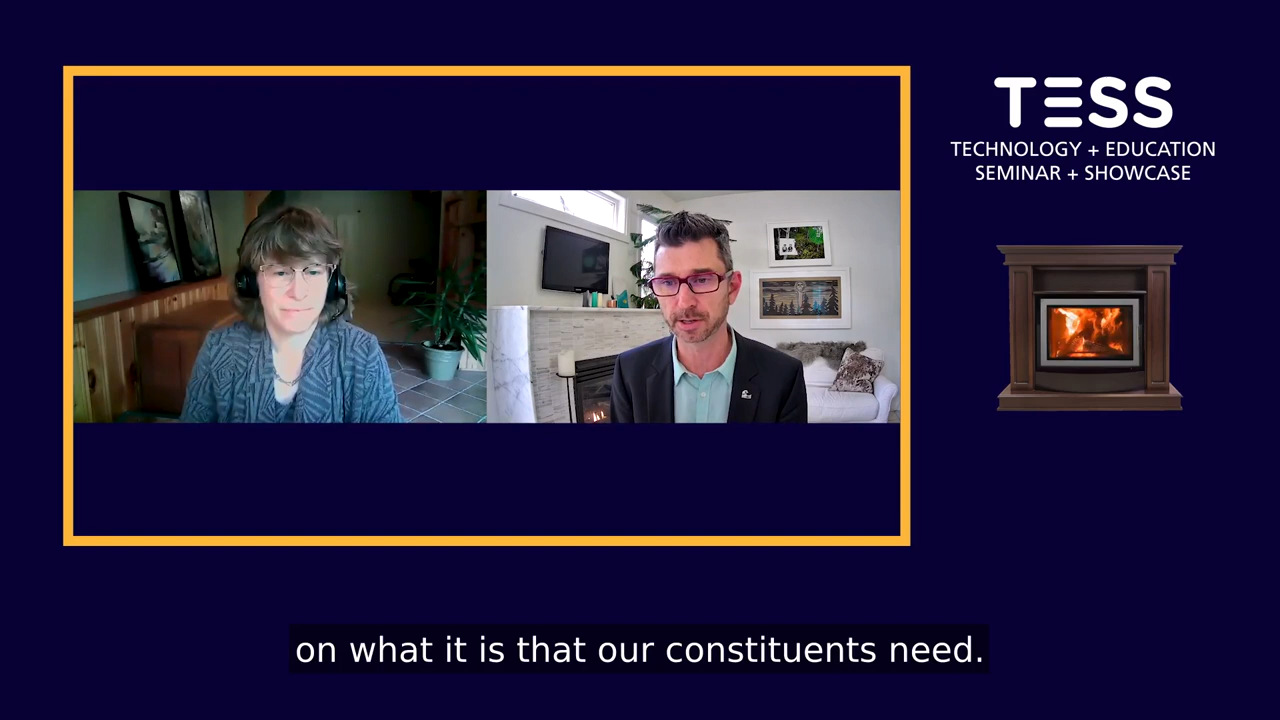 TESS
TECHNOLOGY + EDUCATION
SEMINAR + SHOWCASE
on what it is that our constituents need.